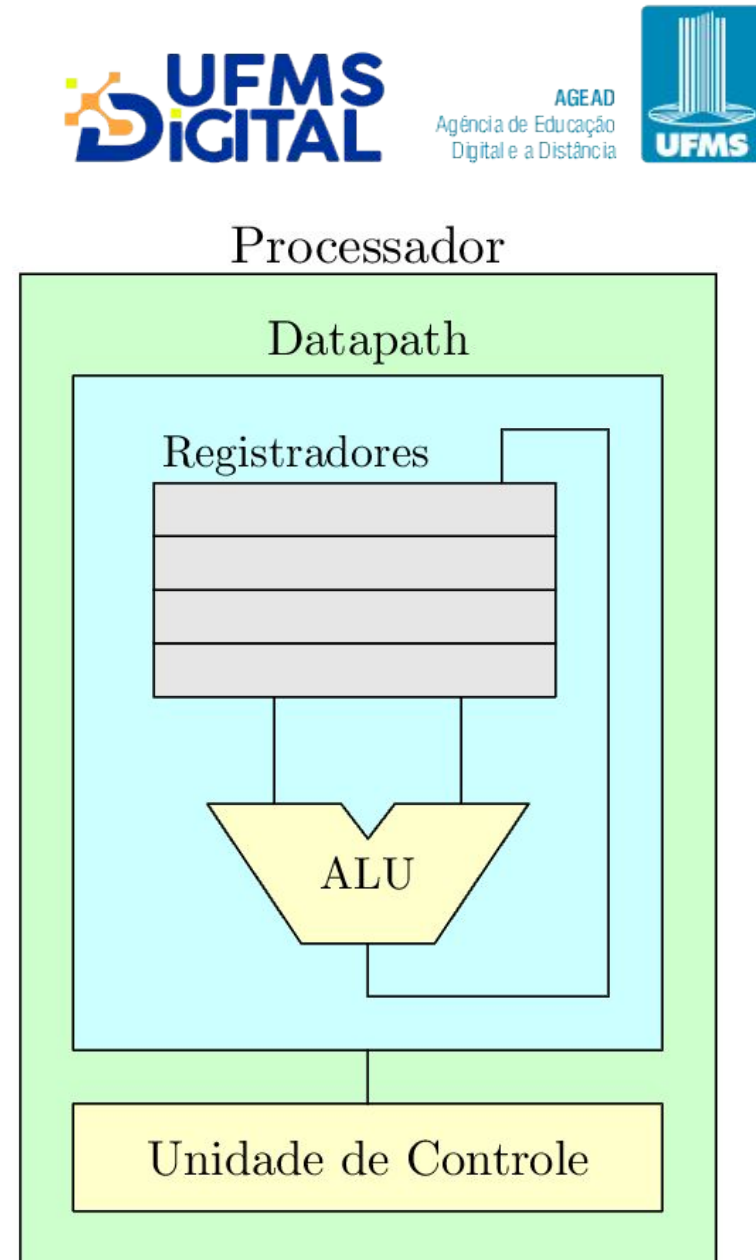 UFMS
DIGITAL
AGEAD
Agência de Educação
Digital e a Distância
UFMS
Processador
Datapath
Registradores
ALU
Unidade de Controle